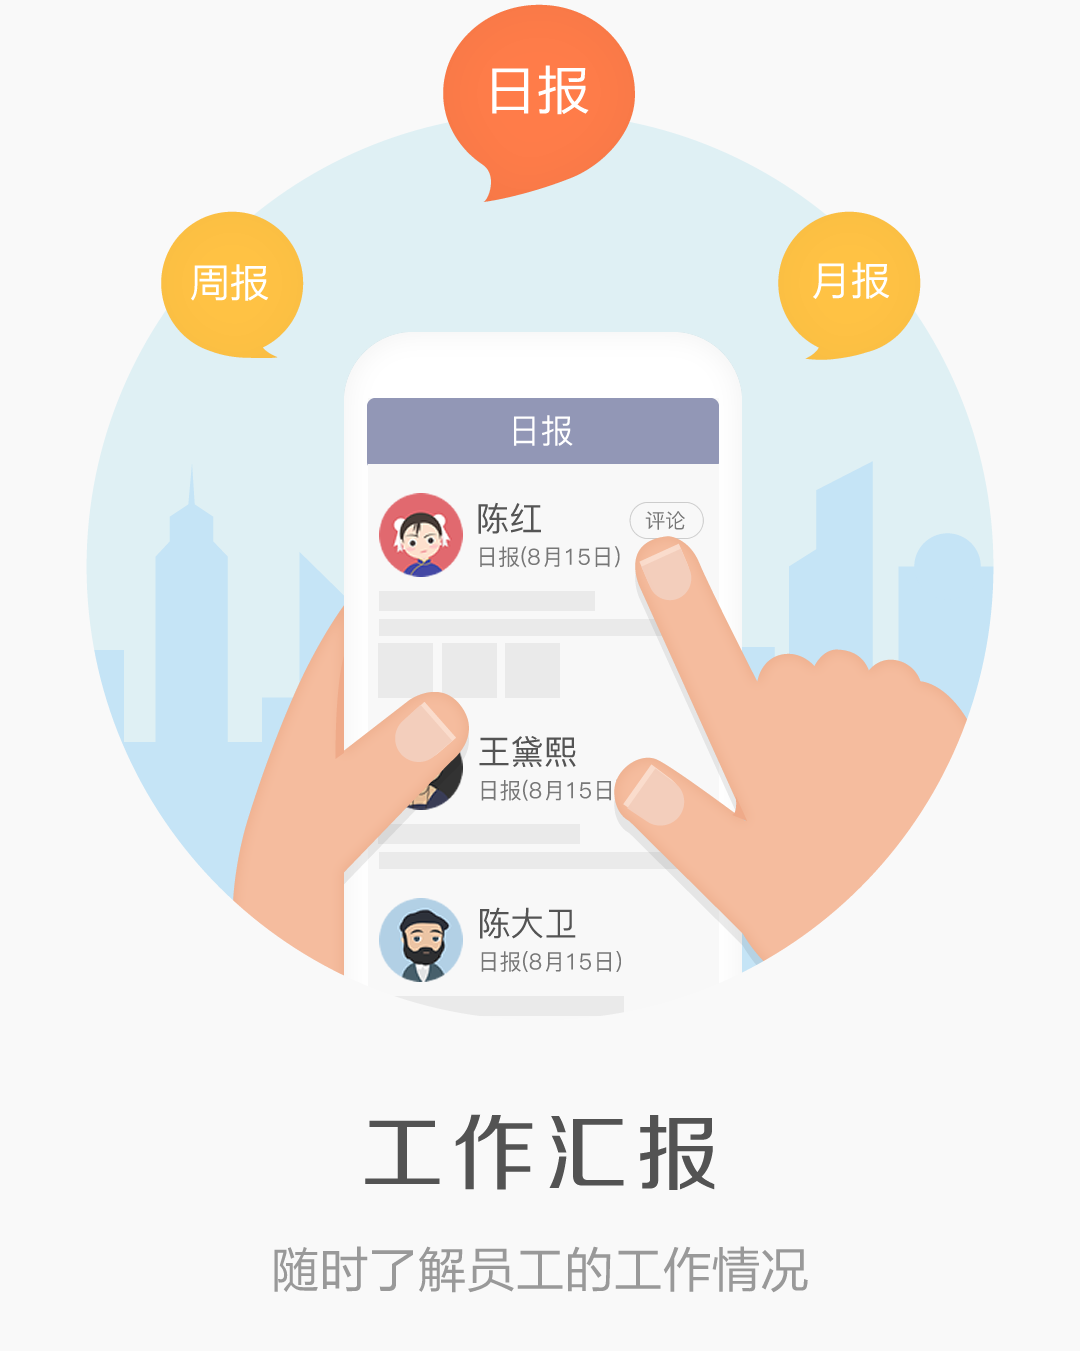 日报
周报
月报
日报
陈红
评论
日报(8月15日)
王黛熙
日报(8月15日
陈大卫
日报(8月15日)
工作汇报
随时了解员工的工作情况